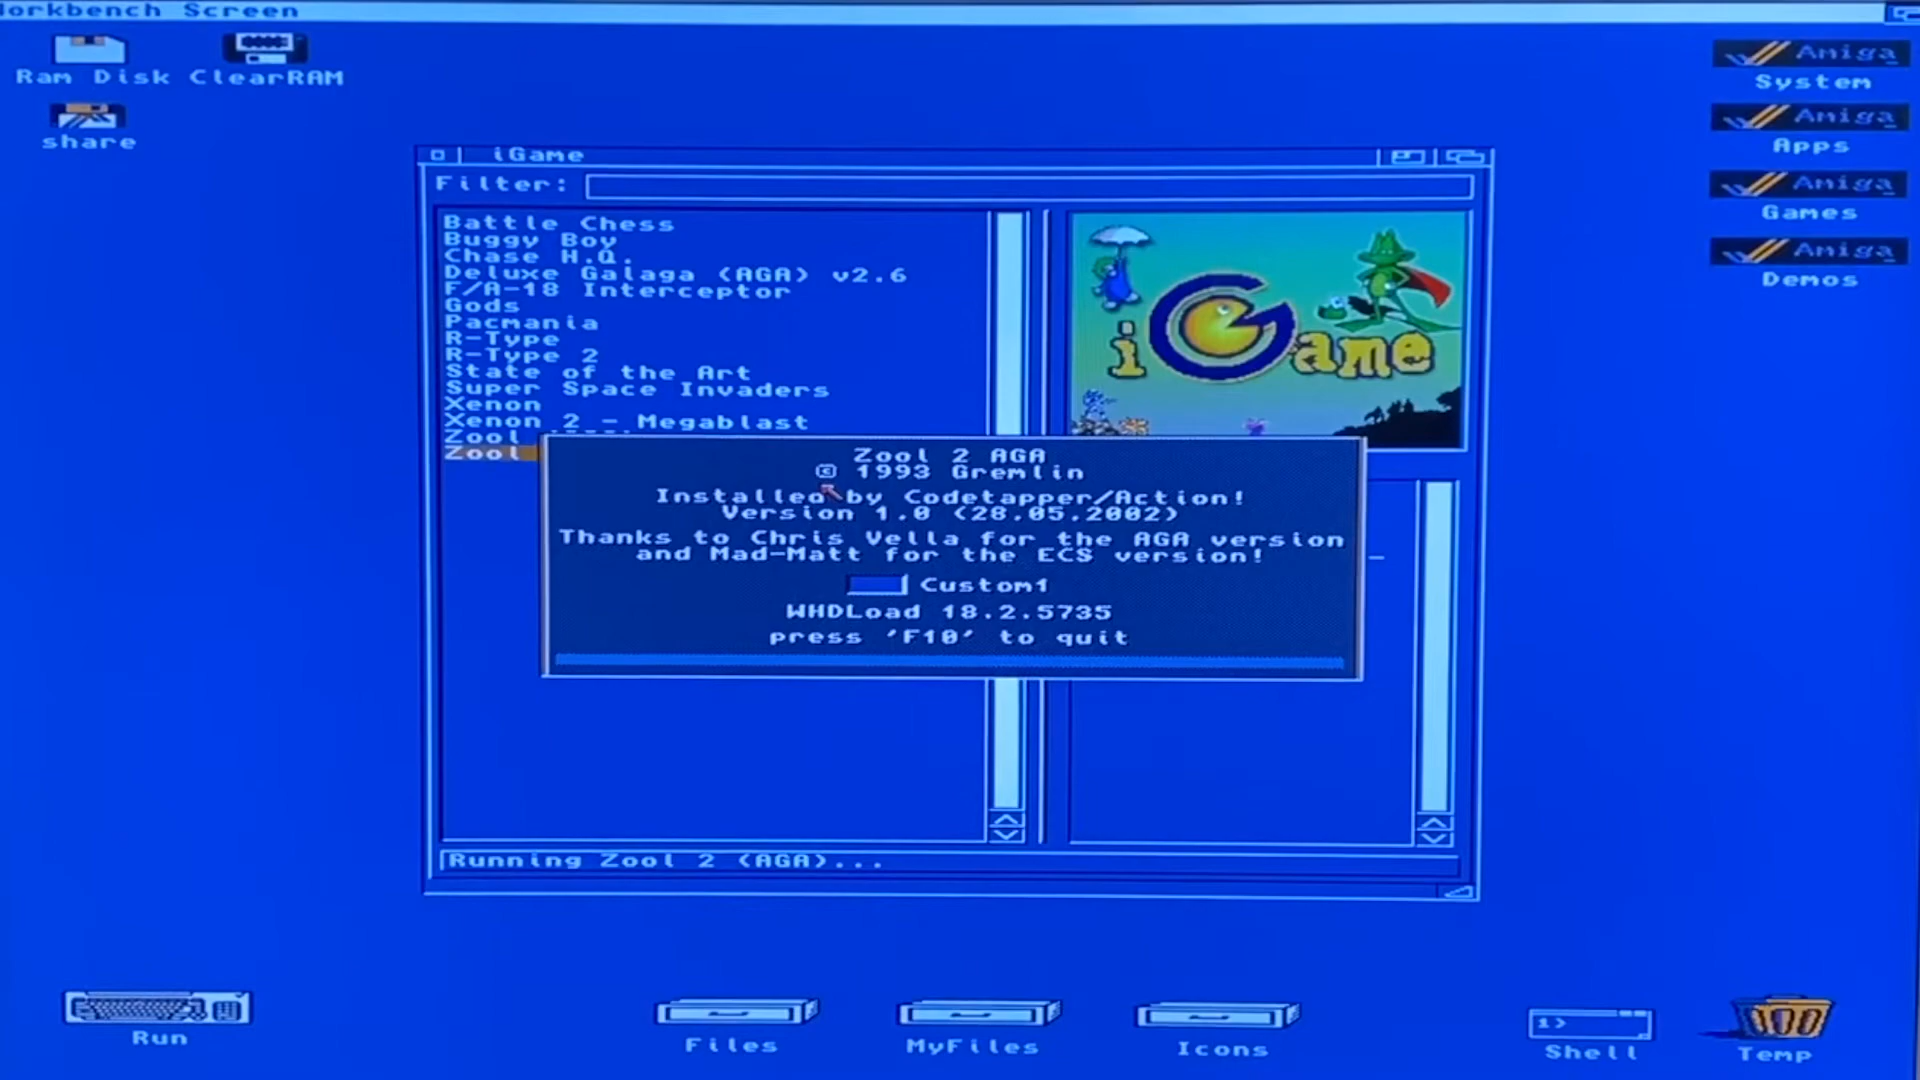 Workbench Screen
Ram Disk
ClearRAM
share
Amiga
System
Amiga
Apps
Amiga
Games
Amiga
Demos
iGame
Filter:
Battle Chess
Buggy Boy
Chase H.Q.
Deluxe Galaga (AGA) v2.6
F/A-18 Interceptor
Gods
Pacmania
R-Type
R-Type 2
State of the Art
Super Space Invaders
Xenon
Xenon 2 - Megablast
Zool
Zool
iGame
Zool 2 AGA
© 1993 Gremlin
Installed by Codetapper/Action!
Version 1.0 (28.05.2002)
Thanks to Chris Vella for the AGA version
and Mad-Matt for the ECS version!
Custom1
WHDLoad 18.2.5735
press 'F10' to quit
Running Zool 2 (AGA)...
Run
Files
MyFiles
Icons
1>
Shell
Temp